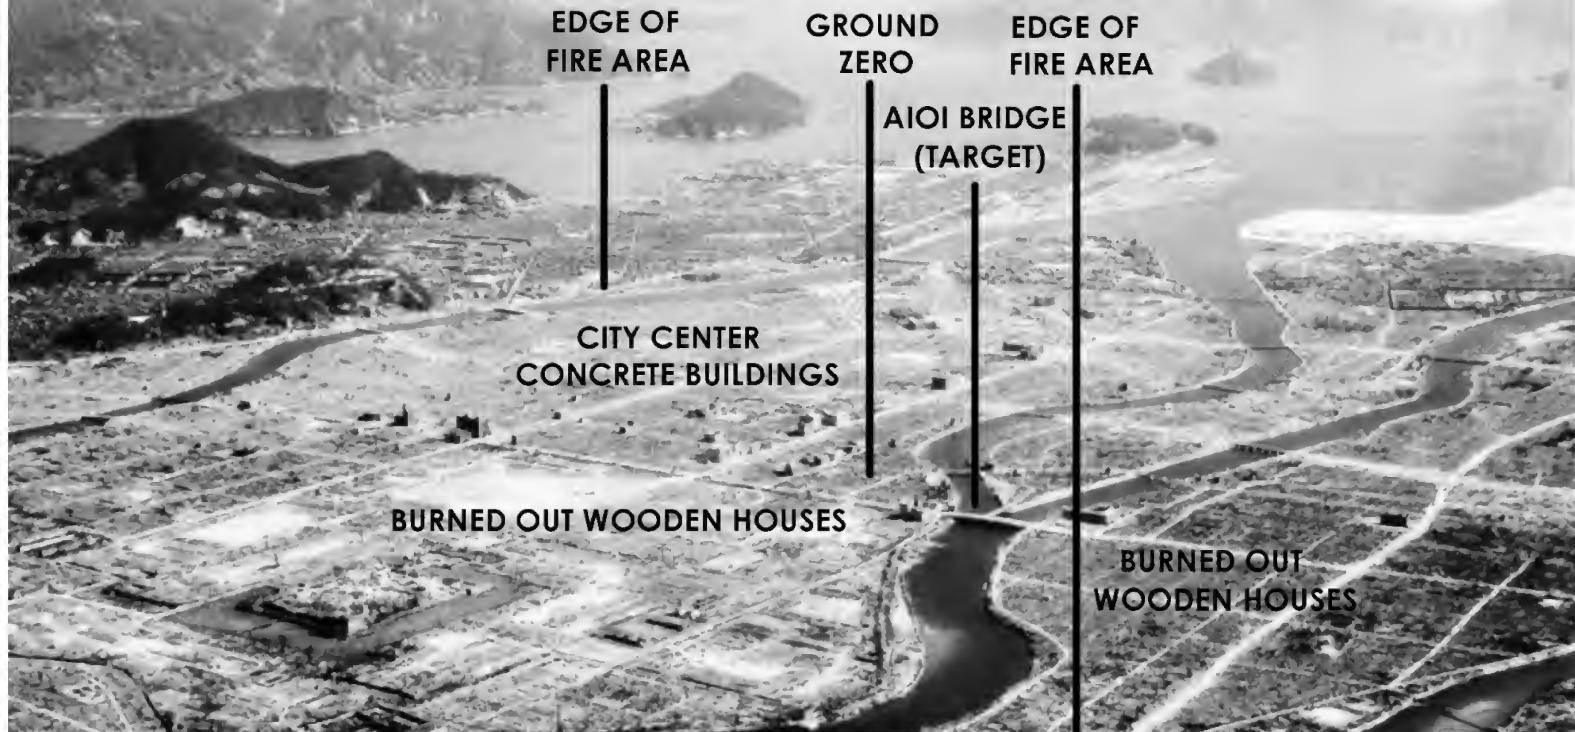 EDGE OF
FIRE AREA
GROUND
ZERO
EDGE OF
FIRE AREA
AIOI BRIDGE
(TARGET)
CITY CENTER
CONCRETE BUILDINGS
BURNED OUT WOODEN HOUSES
BURNED OUT
WOODEN HOUSES